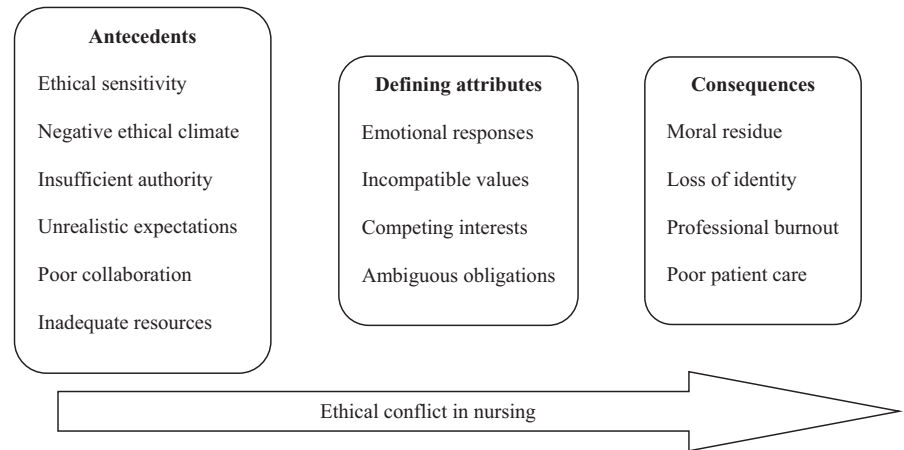 Antecedents
Ethical sensitivity
Negative ethical climate
Insufficient authority
Unrealistic expectations
Poor collaboration
Inadequate resources
Defining attributes
Emotional responses
Incompatible values
Competing interests
Ambiguous obligations
Consequences
Moral residue
Loss of identity
Professional burnout
Poor patient care
Ethical conflict in nursing